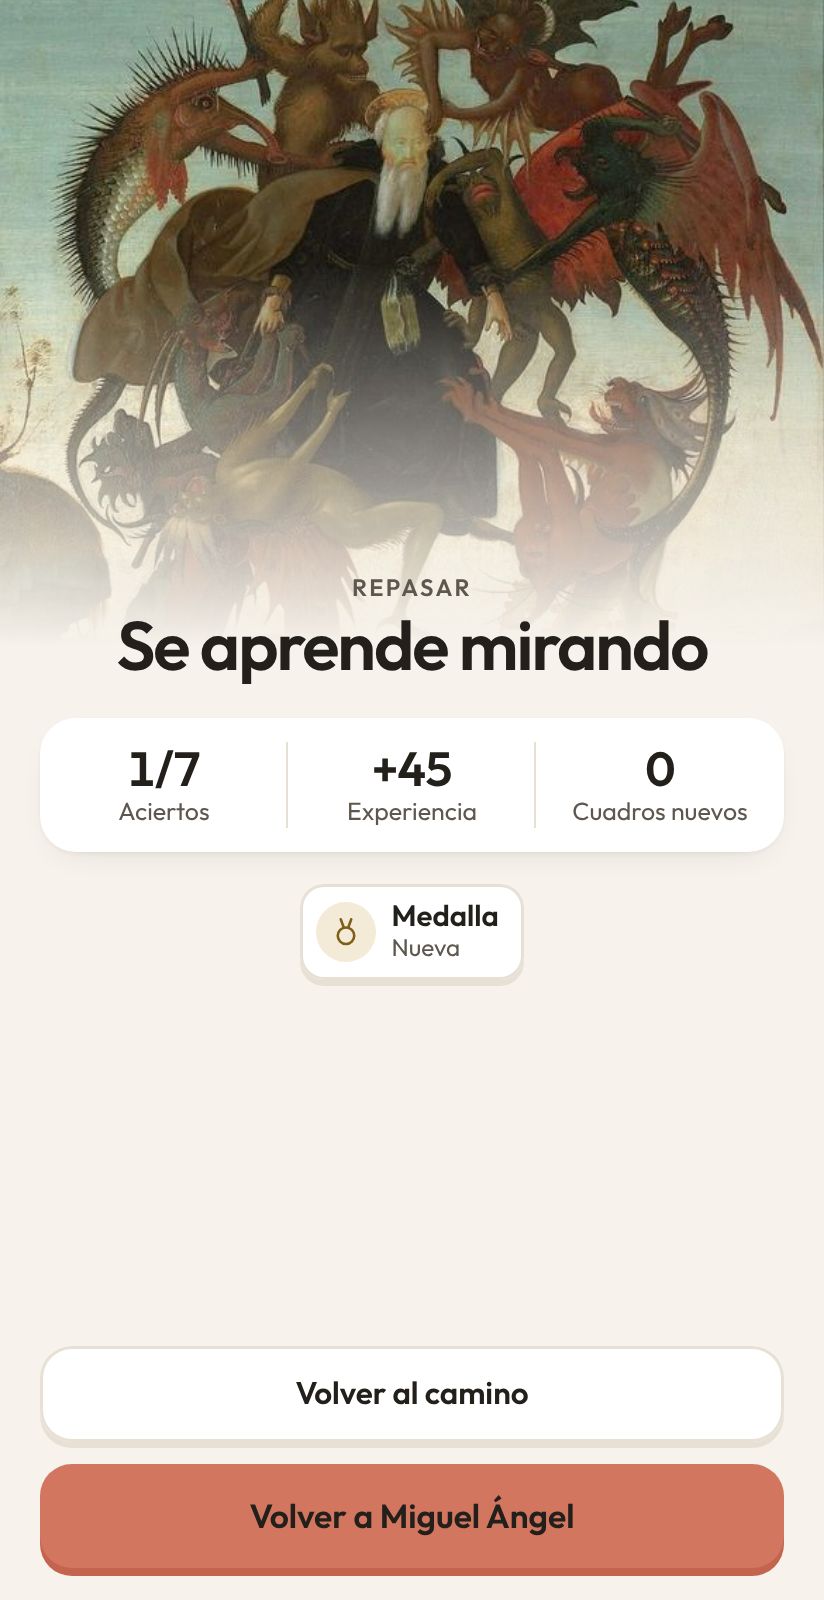 REPASAR
Se aprende mirando
1/7
Aciertos
+45
Experiencia
0
Cuadros nuevos
Medalla
Nueva
Volver al camino
Volver a Miguel Ángel